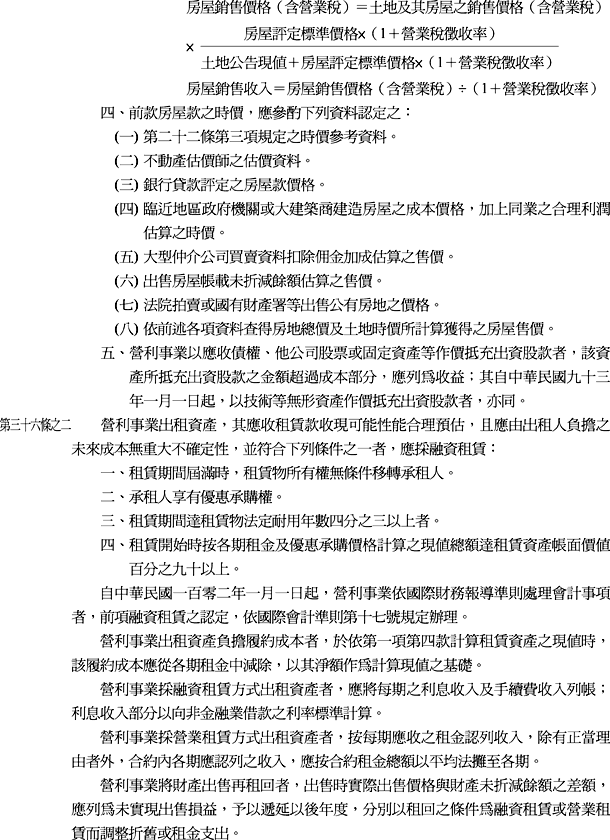 房屋銷售價格（含營業稅）＝土地及其房屋之銷售價格（含營業稅）
× 房屋評定標準價格×（1＋營業稅徵收率）
土地公告現值＋房屋評定標準價格×（1＋營業稅徵收率）
房屋銷售收入＝房屋銷售價格（含營業稅）÷（1＋營業稅徵收率）
四、前款房屋款之時價，應參酌下列資料認定之：
(一) 第二十二條第三項規定之時價參考資料。
(二) 不動產估價師之估價資料。
(三) 銀行貸款評定之房屋款價格。
(四) 臨近地區政府機關或大建築商建造房屋之成本價格，加上同業之合理利潤
估算之時價。
(五) 大型仲介公司買賣資料扣除佣金加成估算之售價。
(六) 出售房屋帳載未折減餘額估算之售價。
(七) 法院拍賣或國有財產署等出售公有房地之價格。
(八) 依前述各項資料查得房地總價及土地時價所計算獲得之房屋售價。
五、營利事業以應收債權、他公司股票或固定資產等作價抵充出資股款者，該資
產所抵充出資股款之金額超過成本部分，應列爲收益；其自中華民國九十三
年一月一日起，以技術等無形資產作價抵充出資股款者，亦同。
第三十六條之二 營利事業出租資產，其應收租賃款收現可能性能合理預估，且應由出租人負擔之
未來成本無重大不確定性，並符合下列條件之一者，應採融資租賃：
一、租賃期間屆滿時，租賃物所有權無條件移轉承租人。
二、承租人享有優惠承購權。
三、租賃期間達租賃物法定耐用年數四分之三以上者。
四、租賃開始時按各期租金及優惠承購價格計算之現值總額達租賃資產帳面價值
百分之九十以上。
自中華民國一百零二年一月一日起，營利事業依國際財務報導準則處理會計事項
者，前項融資租賃之認定，依國際會計準則第十七號規定辦理。
營利事業出租資產負擔履約成本者，於依第一項第四款計算租賃資產之現值時，
該履約成本應從各期租金中減除，以其淨額作爲計算現值之基礎。
營利事業採融資租賃方式出租資產者，應將每期之利息收入及手續費收入列帳；
利息收入部分以向非金融業借款之利率標準計算。
營利事業採營業租賃方式出租資產者，按每期應收之租金認列收入，除有正當理
由者外，合約內各期應認列之收入，應按合約租金總額以平均法攤至各期。
營利事業將財產出售再租回者，出售時實際出售價格與財產未折減餘額之差額，
應列爲未實現出售損益，予以遞延以後年度，分別以租回之條件爲融資租賃或營業租
賃而調整折舊或租金支出。